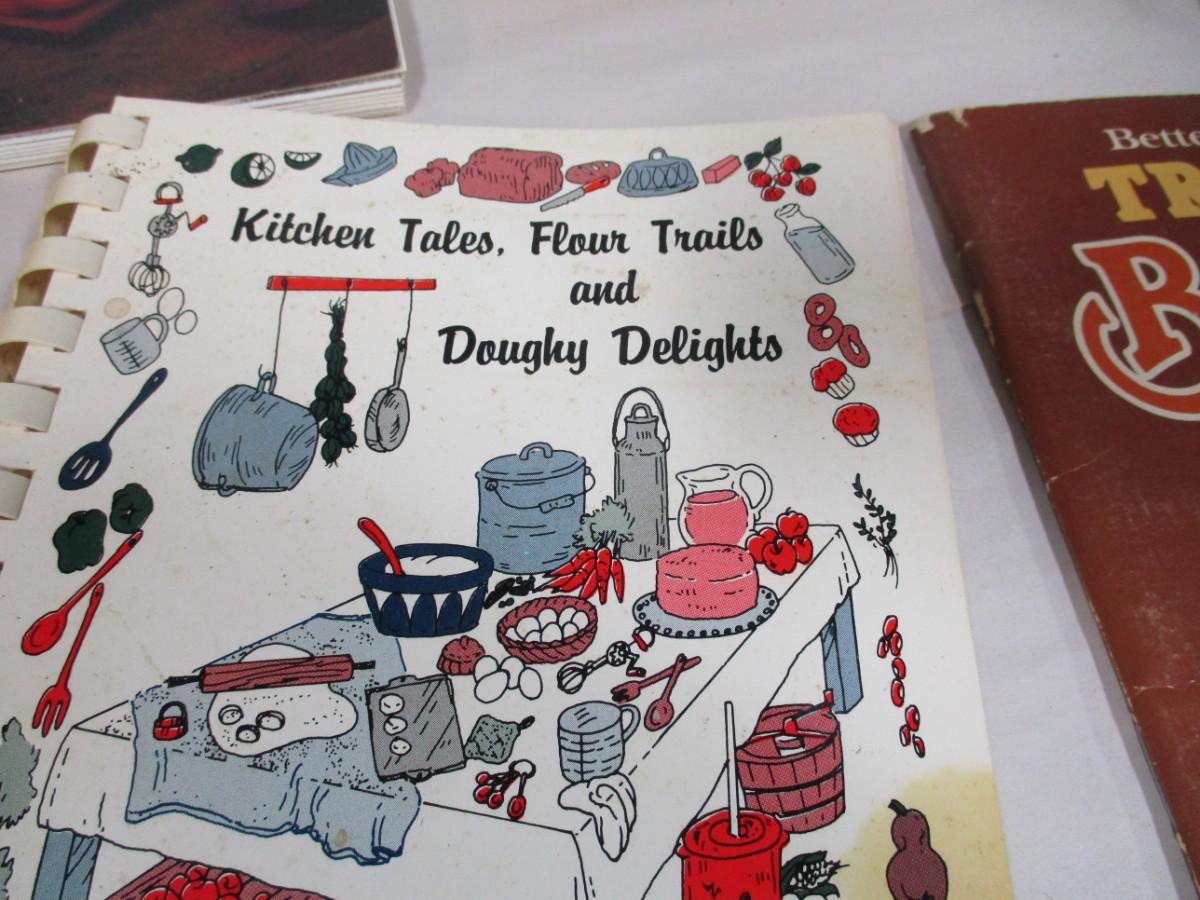 Kitchen Tales, Flour Trails
and
Doughy Delights